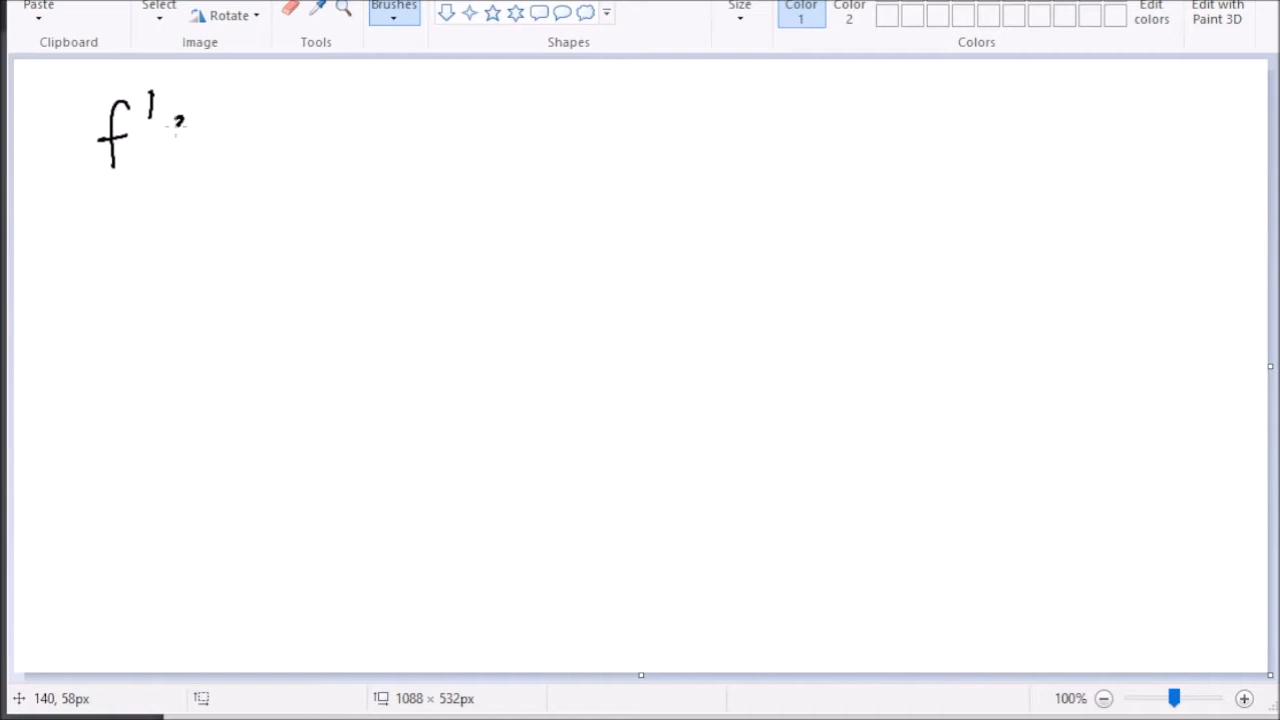 Paste Select Rotate Brushes Size Color 1 Color 2 Edit colors Edit with Paint 3D
Clipboard Image Tools Shapes Colors
f'
140, 58px 1088 × 532px 100%